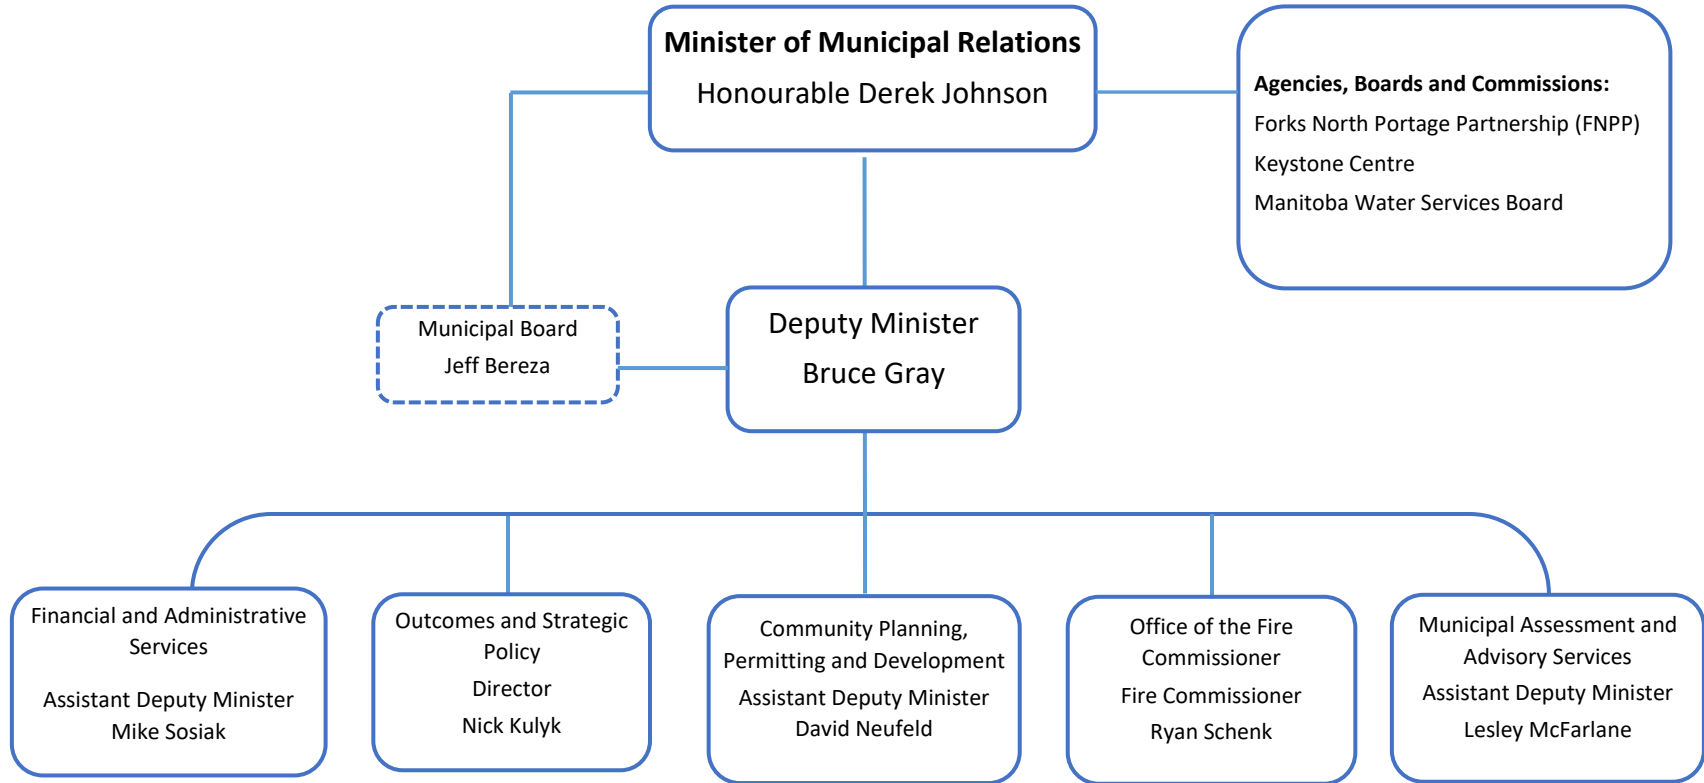 Minister of Municipal Relations
Honourable Derek Johnson
Agencies, Boards and Commissions:
Forks North Portage Partnership (FNPP)
Keystone Centre
Manitoba Water Services Board
Municipal Board
Jeff Bereza
Deputy Minister
Bruce Gray
Financial and Administrative
Services
Assistant Deputy Minister
Mike Sosiak
Outcomes and Strategic
Policy
Director
Nick Kulyk
Community Planning,
Permitting and Development
Assistant Deputy Minister
David Neufeld
Office of the Fire
Commissioner
Fire Commissioner
Ryan Schenk
Municipal Assessment and
Advisory Services
Assistant Deputy Minister
Lesley McFarlane